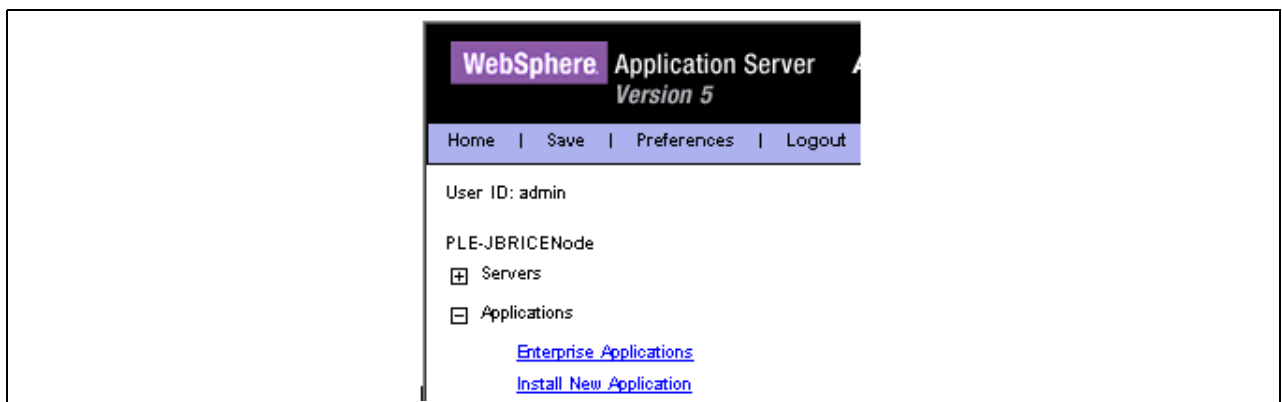 WebSphere. Application Server
Version 5
Home | Save | Preferences | Logout
User ID: admin
PLE-JBRICENode
Servers
Applications
Enterprise Applications
Install New Application